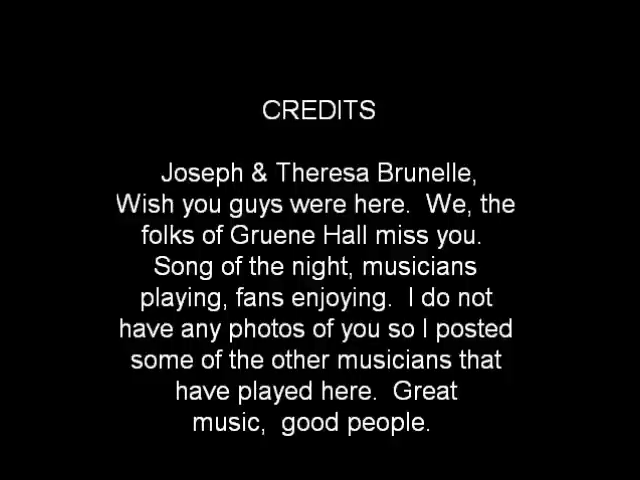 CREDITS
Joseph & Theresa Brunelle,
Wish you guys were here.  We, the
folks of Gruene Hall miss you.
Song of the night, musicians
playing, fans enjoying.  I do not
have any photos of you so I posted
some of the other musicians that
have played here.  Great
music,  good people.